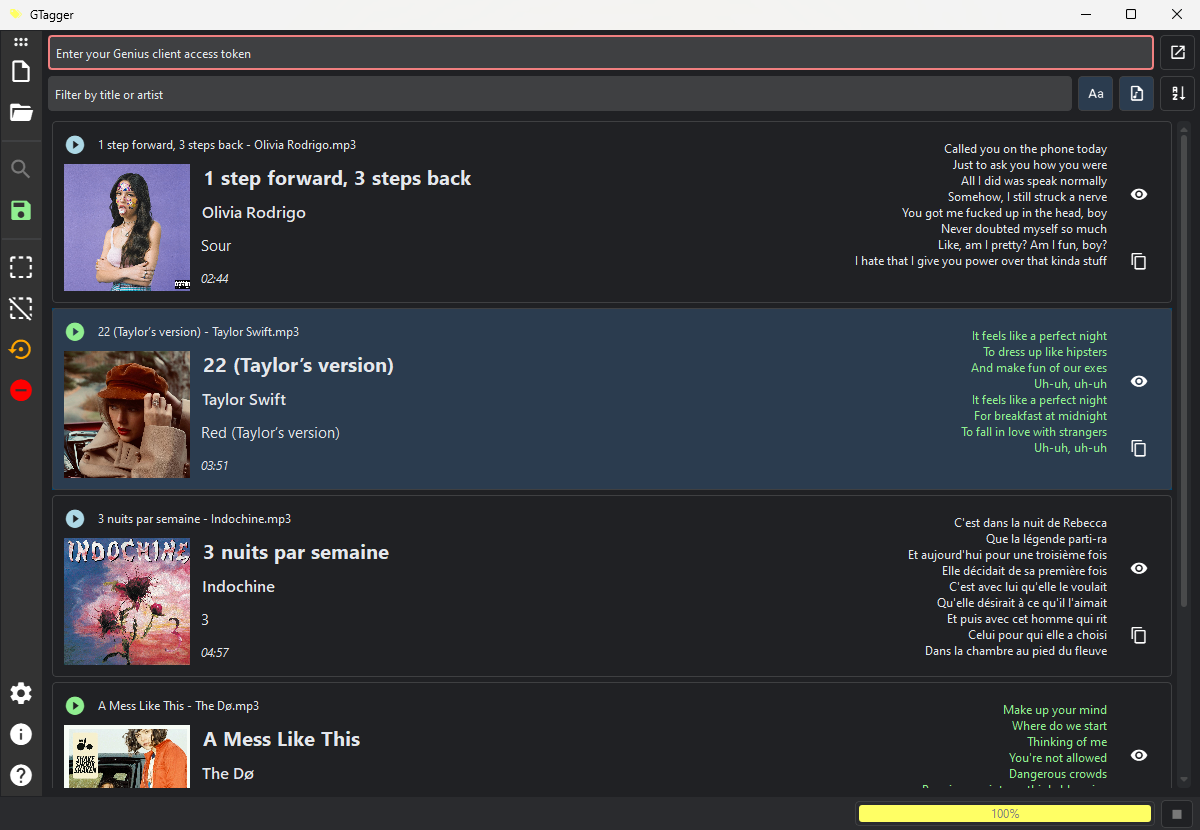 GTagger
Enter your Genius client access token
Filter by title or artist
Aa
1 step forward, 3 steps back - Olivia Rodrigo.mp3
1 step forward, 3 steps back
Olivia Rodrigo
Sour
02:44
Called you on the phone today
Just to ask you how you were
All I did was speak normally
Somehow, I still struck a nerve
You got me fucked up in the head, boy
Never doubted myself so much
Like, am I pretty? Am I fun, boy?
I hate that I give you power over that kinda stuff
22 (Taylor's version) - Taylor Swift.mp3
22 (Taylor’s version)
Taylor Swift
Red (Taylor’s version)
03:51
It feels like a perfect night
To dress up like hipsters
And make fun of our exes
Uh-uh, uh-uh
It feels like a perfect night
For breakfast at midnight
To fall in love with strangers
Uh-uh, uh-uh
3 nuits par semaine - Indochine.mp3
INDOCHINE
3 nuits par semaine
Indochine
3
04:57
C'est dans la nuit de Rebecca
Que la légende parti-ra
Et aujourd'hui pour une troisième fois
Elle décidait de sa première fois
C'est avec lui qu'elle le voulait
Qu'elle désirait à ce qu'il l'aimait
Et puis avec cet homme qui rit
Celui pour qui elle a choisi
Dans la chambre au pied du fleuve
A Mess Like This - The Dø.mp3
SHAKE
SHOOK
SHAKEN
A Mess Like This
The Dø
Make up your mind
Where do we start
Thinking of me
You're not allowed
Dangerous crowds
100%